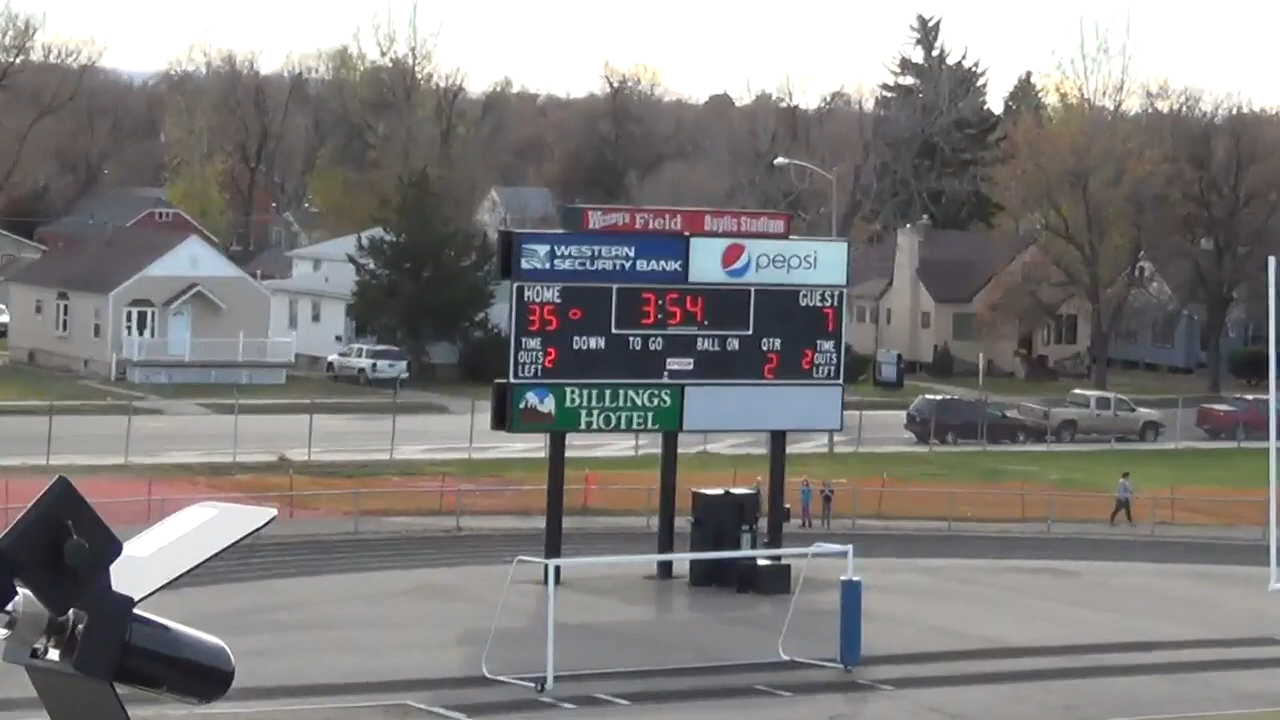 Wendy's Field Daylis Stadium
WESTERN
SECURITY BANK
pepsi
HOME 3:54 GUEST
35 7
TIME
OUTS
LEFT
2
DOWN TO GO BALL ON QTR
2
2
TIME
OUTS
LEFT
BILLINGS
HOTEL